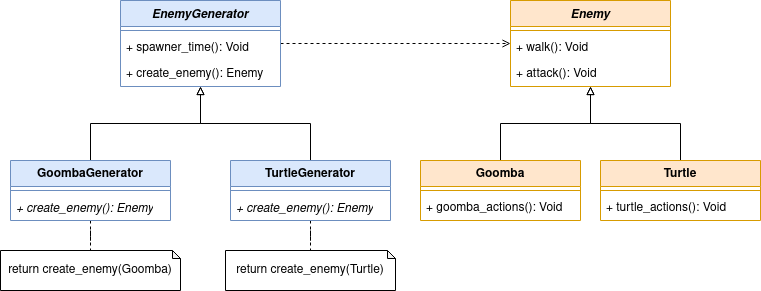 EnemyGenerator
+ spawner_time(): Void
+ create_enemy(): Enemy
Enemy
+ walk(): Void
+ attack(): Void
GoombaGenerator
+ create_enemy(): Enemy
return create_enemy(Goomba)
TurtleGenerator
+ create_enemy(): Enemy
return create_enemy(Turtle)
Goomba
+ goomba_actions(): Void
Turtle
+ turtle_actions(): Void